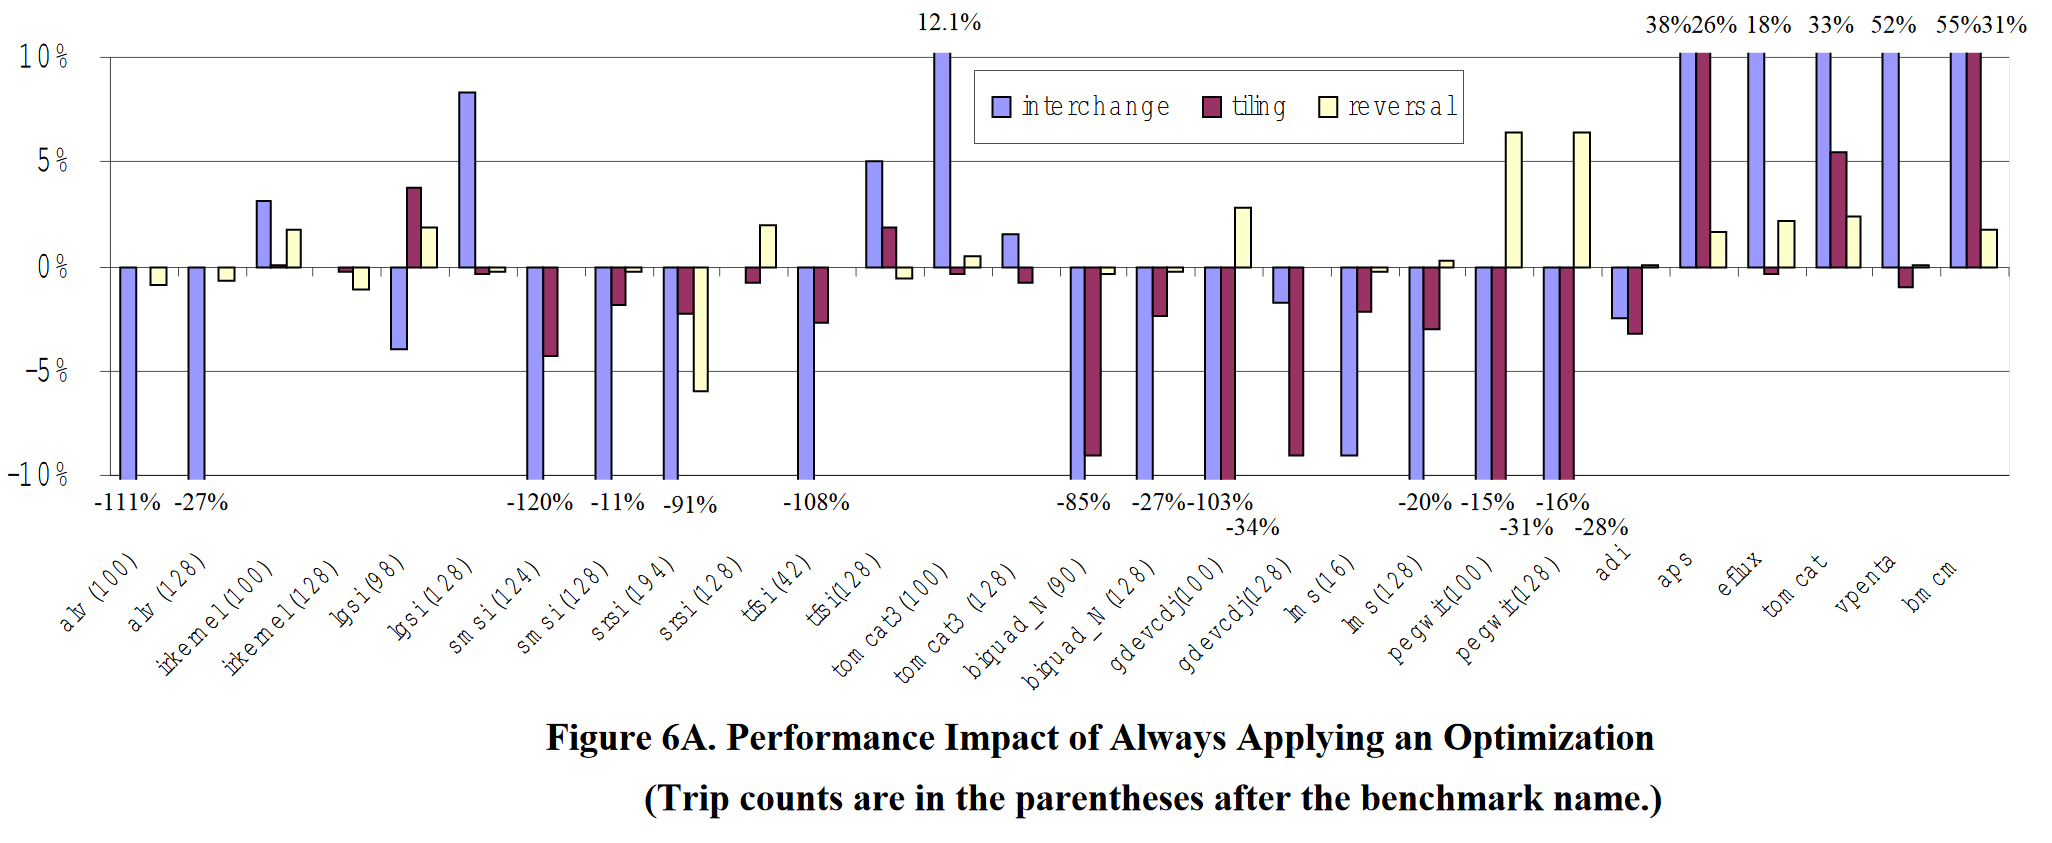 12.1%
38% 26% 18% 33% 52% 55% 31%
10%
5%
0%
-5%
-10%
interchange tiling reversal
-111% -27% -120% -11% -91% -108% -85% -27% -103% -20% -15% -16%
-34% -31% -28%
alv (100)
alv (128)
irkernel (100)
irkernel (128)
lgsi (98)
lgsi (128)
smsi (124)
smsi (128)
srsi (194)
srsi (128)
tfsi (42)
tfsi(128)
tomcat3 (100)
tomcat3 (128)
biquad_N (90)
biquad_N (128)
gdevcdj(100)
gdevcdj(128)
lms (16)
lms (128)
pegwit(100)
pegwit(128)
adi
aps
eflux
tomcat
vpenta
bmcm
Figure 6A. Performance Impact of Always Applying an Optimization
(Trip counts are in the parentheses after the benchmark name.)